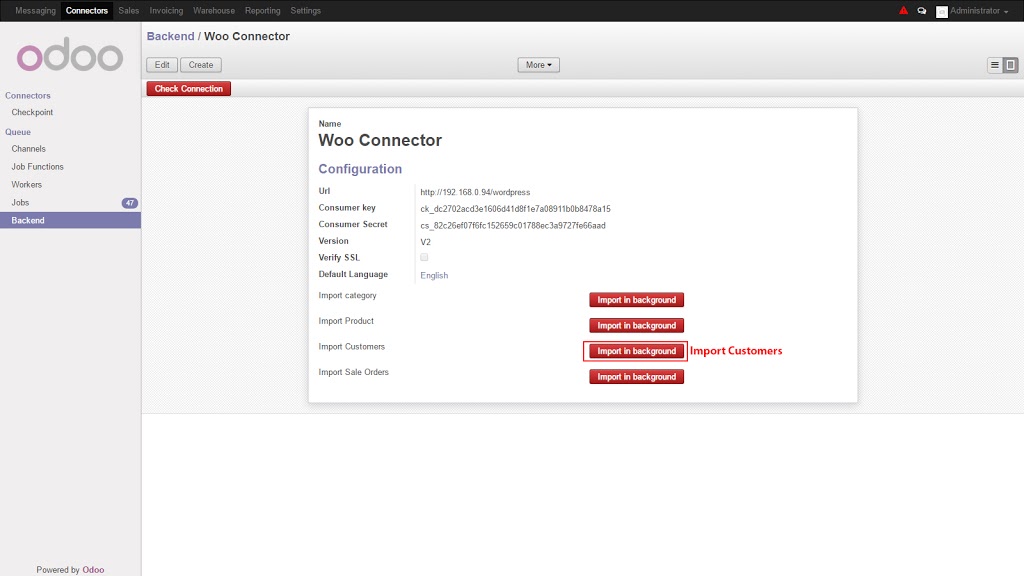 Messaging Connectors Sales Invoicing Warehouse Reporting Settings Administrator
odoo
Backend / Woo Connector
Edit Create More
Check Connection
Connectors
Checkpoint
Queue
Channels
Job Functions
Workers
Jobs 47
Backend
Name
Woo Connector
Configuration
Url http://192.168.0.94/wordpress
Consumer key ck_dc2702acd3e1606d41d8f1e7a08911b0b8478a15
Consumer Secret cs_82c26ef07f6fc152659c01788ec3a9727fe66aad
Version V2
Verify SSL
Default Language English
Import category Import in background
Import Product Import in background
Import Customers Import in background Import Customers
Import Sale Orders Import in background
Powered by Odoo